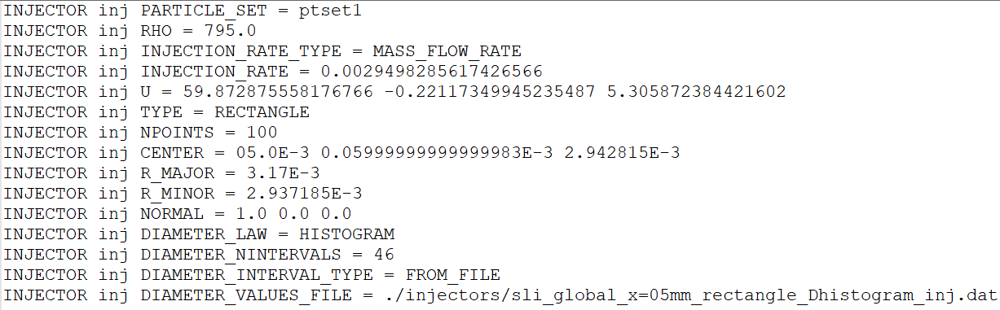 INJECTOR inj PARTICLE_SET = ptset1
INJECTOR inj RHO = 795.0
INJECTOR inj INJECTION_RATE_TYPE = MASS_FLOW_RATE
INJECTOR inj INJECTION_RATE = 0.0029498285617426566
INJECTOR inj U = 59.872875558176766 -0.22117349945235487 5.305872384421602
INJECTOR inj TYPE = RECTANGLE
INJECTOR inj NPOINTS = 100
INJECTOR inj CENTER = 05.0E-3 0.05999999999999983E-3 2.942815E-3
INJECTOR inj R_MAJOR = 3.17E-3
INJECTOR inj R_MINOR = 2.937185E-3
INJECTOR inj NORMAL = 1.0 0.0 0.0
INJECTOR inj DIAMETER_LAW = HISTOGRAM
INJECTOR inj DIAMETER_NINTERVALS = 46
INJECTOR inj DIAMETER_INTERVAL_TYPE = FROM_FILE
INJECTOR inj DIAMETER_VALUES_FILE = ./injectors/sli_global_x=05mm_rectangle_Dhistogram_inj.dat